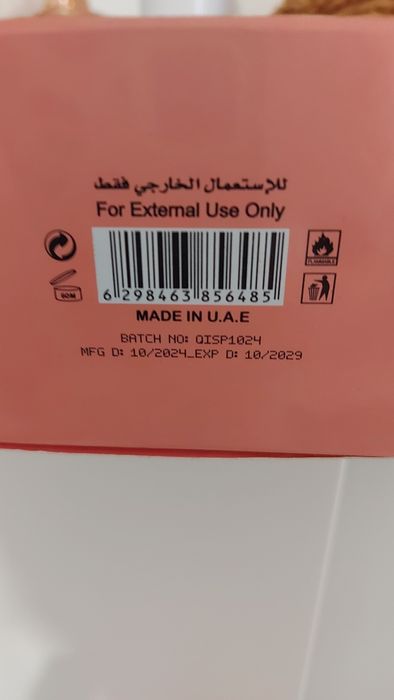 للإستعمال الخارجي فقط
For External Use Only
6 298463 856485
MADE IN U.A.E
BATCH NO: QISP1024
MFG D: 10/2024_EXP D: 10/2029